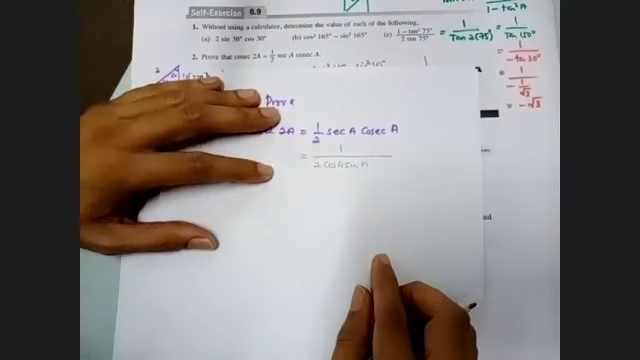 Self-Exercise 6.9
1. Without using a calculator, determine the value of each of the following.
(a) 2 sin 30° cos 30° (b) cos² 165° − sin² 165° (c) 1 − tan² 75° / 2 tan 75°
2. Prove that cosec 2A = 1/2 sec A cosec A.
1 − tan² A
= 1 / Tan 2(75) = 1 / Tan 150°
= 1 / −tan 30°
= 1 / − 1/√3
= −√3
Prove
2A = 1/2 sec A cosec A
= 1 / 2 cos A sin A